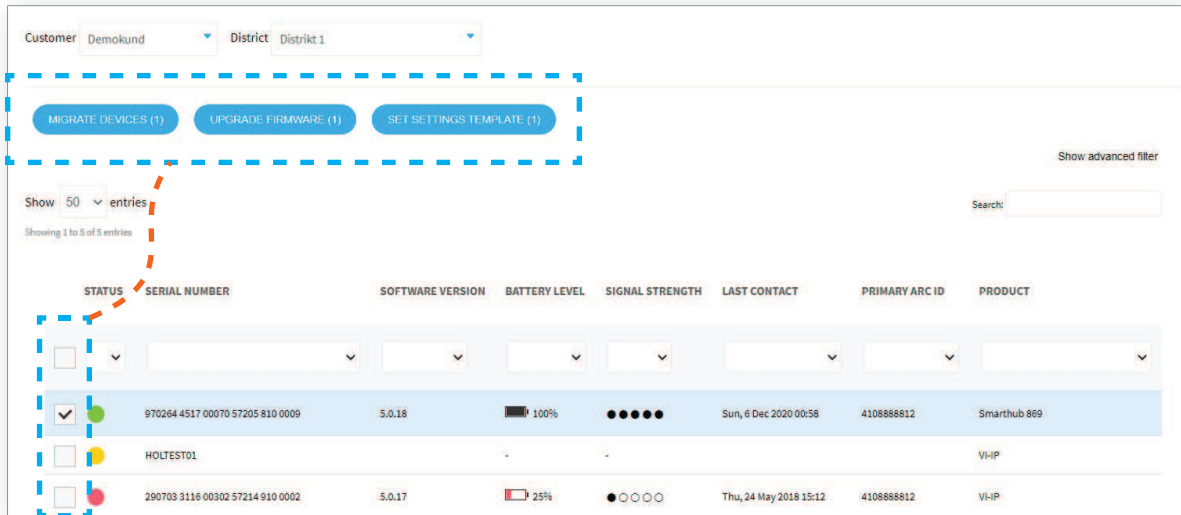 Customer Demokund District Distrikt 1
MIGRATE DEVICES (1) UPGRADE FIRMWARE (1) SET SETTINGS TEMPLATE (1)
Show advanced filter
Show 50 entries Search:
Showing 1 to 5 of 5 entries
STATUS SERIAL NUMBER SOFTWARE VERSION BATTERY LEVEL SIGNAL STRENGTH LAST CONTACT PRIMARY ARC ID PRODUCT
970264 4517 00070 57205 810 0009 5.0.18 100% Sun, 6 Dec 2020 00:58 4108888812 Smarthub 869
HOLTEST01 - - Vi-IP
290703 3116 00302 57214 910 0002 5.0.17 25% Thu, 24 May 2018 15:12 4108888812 Vi-IP